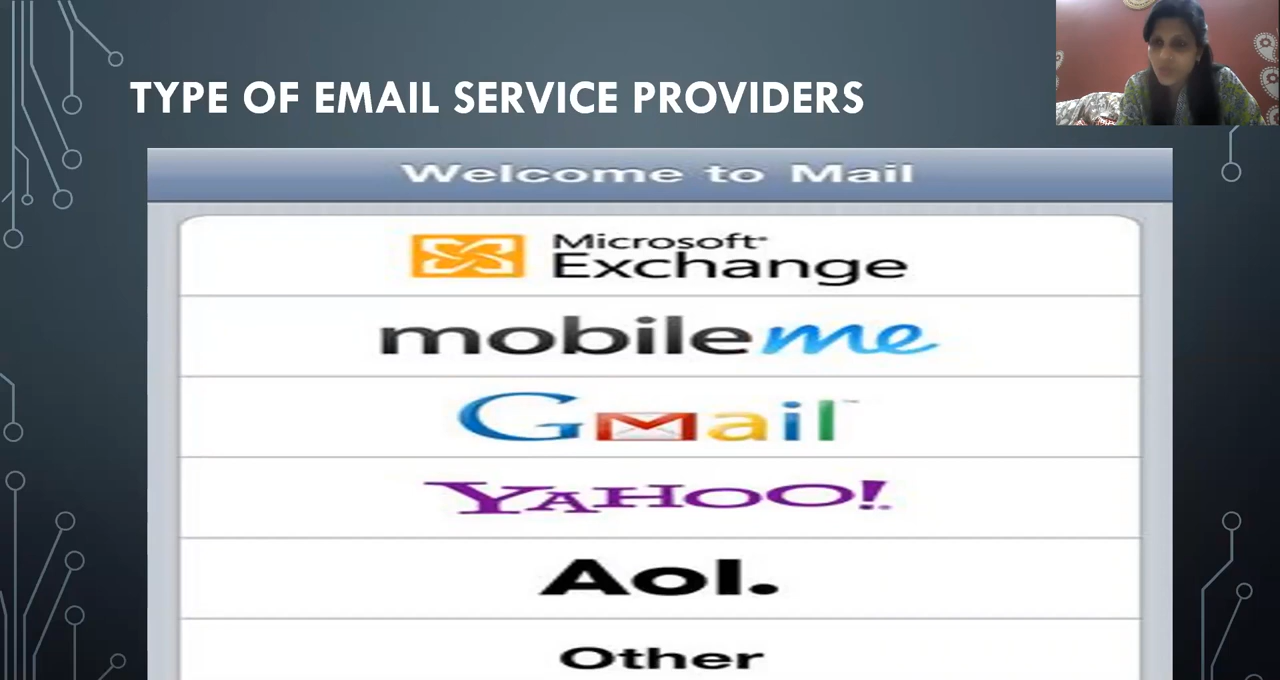 TYPE OF EMAIL SERVICE PROVIDERS
Welcome to Mail
Microsoft
Exchange
mobileme
Gmail
YAHOO!
Aol.
Other